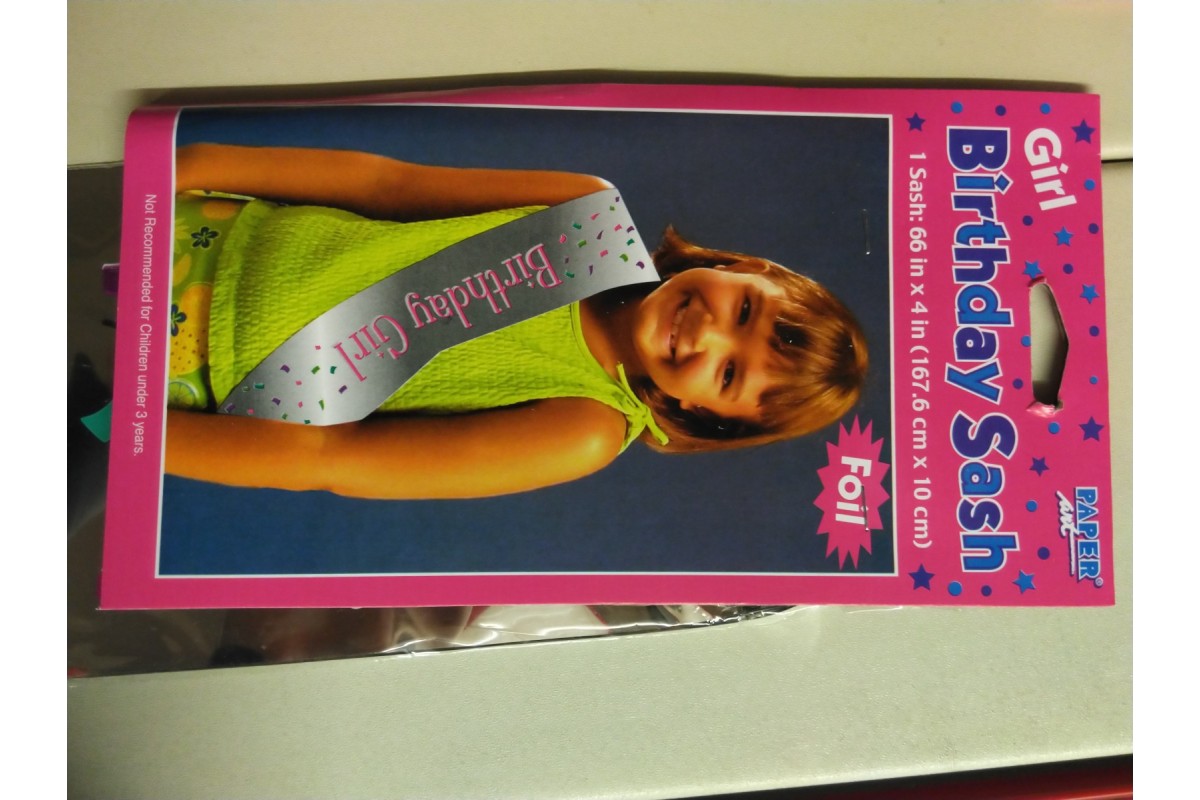 Girl
Birthday Sash
PAPER
art
®
1 Sash: 66 in x 4 in (167.6 cm x 10 cm)
Foil
Birthday Girl
Not Recommended for Children under 3 years.